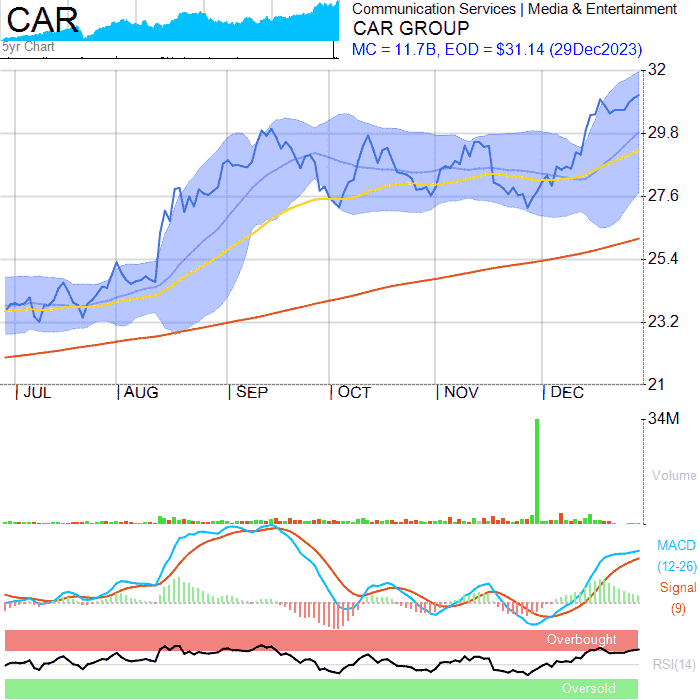 CAR
5yr Chart
Communication Services | Media & Entertainment
CAR GROUP
MC = 11.7B, EOD = $31.14 (29Dec2023)
32
29.8
27.6
25.4
23.2
21
JUL AUG SEP OCT NOV DEC
34M
Volume
MACD
(12-26)
Signal
(9)
Overbought
RSI(14)
Oversold